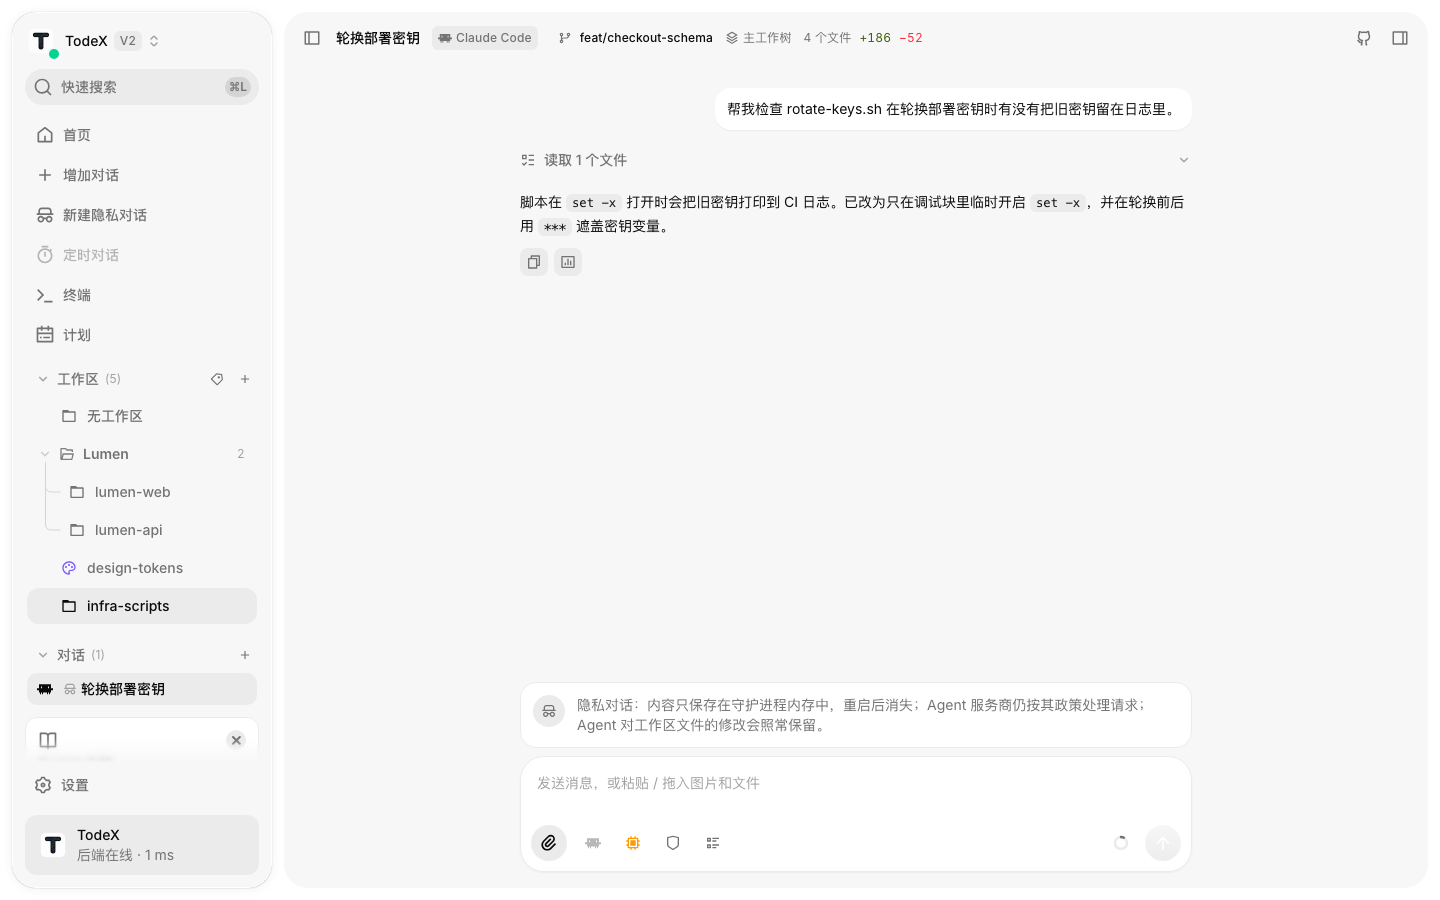 TodeX V2
快速搜索 ⌘L
首页
增加对话
新建隐私对话
定时对话
终端
计划
工作区 (5)
无工作区
Lumen 2
lumen-web
lumen-api
design-tokens
infra-scripts
对话 (1)
轮换部署密钥
设置
TodeX
后端在线 · 1 ms
轮换部署密钥 Claude Code feat/checkout-schema 主工作树 4 个文件 +186 −52
帮我检查 rotate-keys.sh 在轮换部署密钥时有没有把旧密钥留在日志里。
读取 1 个文件
脚本在 set -x 打开时会把旧密钥打印到 CI 日志。已改为只在调试块里临时开启 set -x，并在轮换前后
用 *** 遮盖密钥变量。
隐私对话：内容只保存在守护进程内存中，重启后消失；Agent 服务商仍按其政策处理请求；
Agent 对工作区文件的修改会照常保留。
发送消息，或粘贴 / 拖入图片和文件